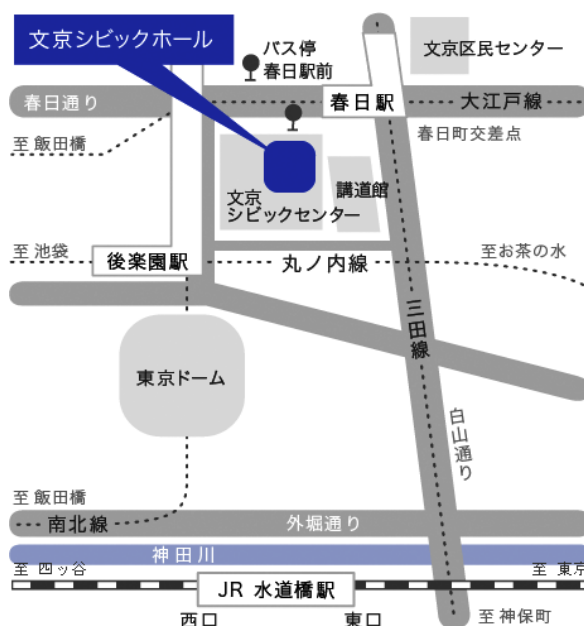 文京シビックホール
バス停
春日駅前
文京区民センター
春日通り
春日駅
大江戸線
至 飯田橋
春日町交差点
講道館
文京
シビックセンター
至 池袋
後楽園駅
丸ノ内線
至お茶の水
三田線
東京ドーム
白山通り
至 飯田橋
南北線
外堀通り
神田川
至 四ッ谷
至 東京
JR 水道橋駅
西口
東口
至 神保町